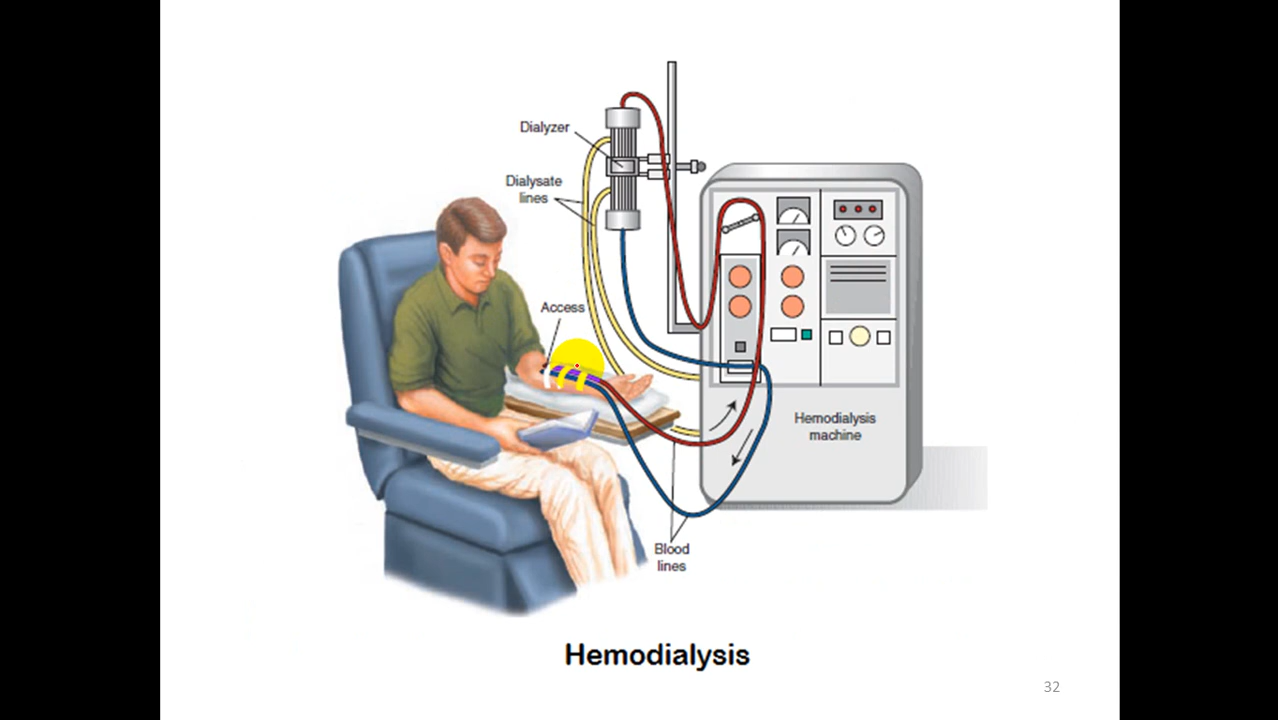 Dialyzer
Dialysate
lines
Access
Hemodialysis
machine
Blood
lines
Hemodialysis
32